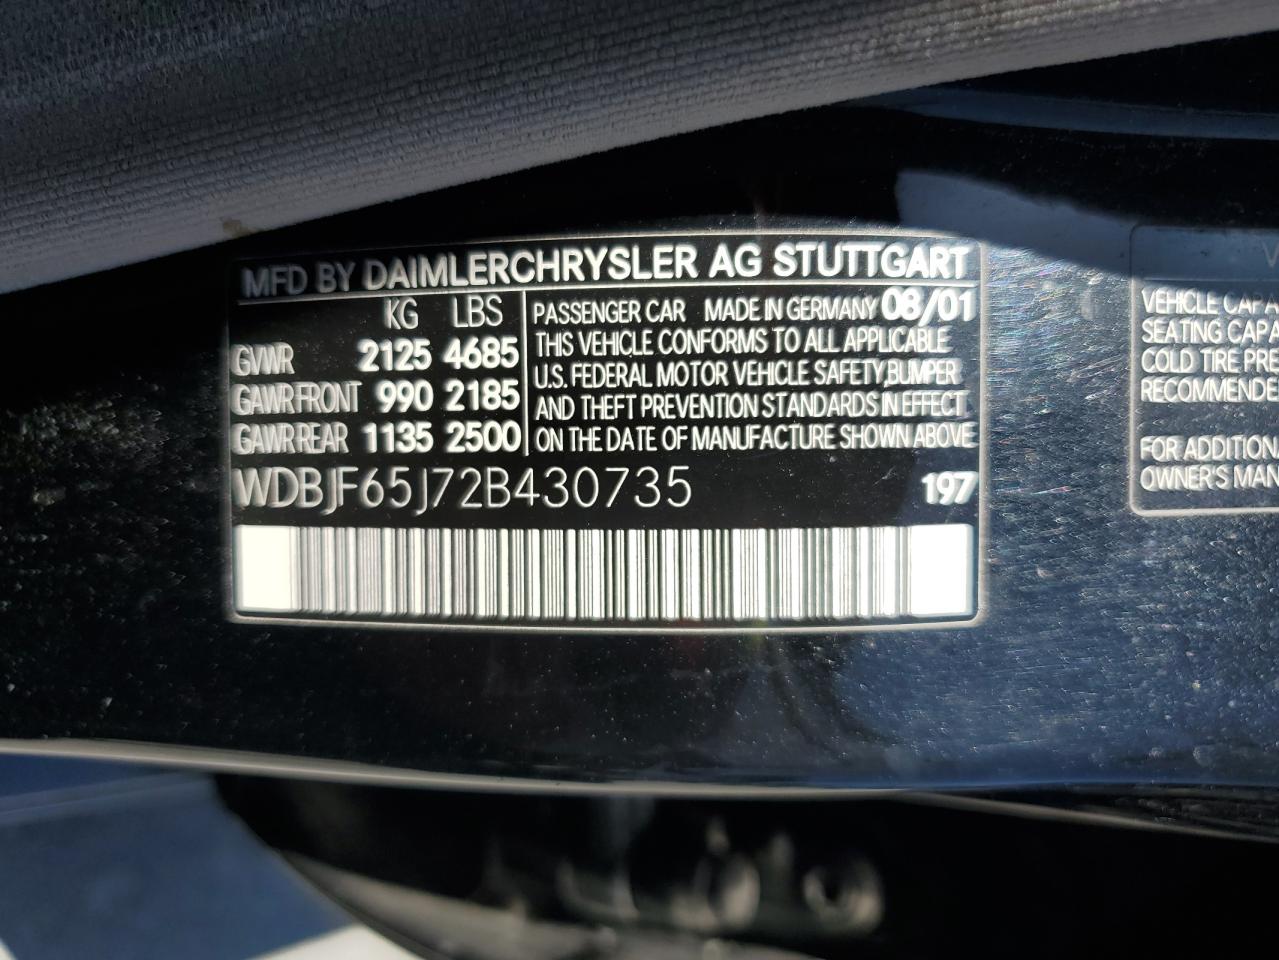 MFD BY DAIMLERCHRYSLER AG STUTTGART
KG LBS
GVWR 2125 4685
GAWR FRONT 990 2185
GAWR REAR 1135 2500
PASSENGER CAR MADE IN GERMANY 08/01
THIS VEHICLE CONFORMS TO ALL APPLICABLE
U.S. FEDERAL MOTOR VEHICLE SAFETY, BUMPER
AND THEFT PREVENTION STANDARDS IN EFFECT
ON THE DATE OF MANUFACTURE SHOWN ABOVE
WDBJF65J72B430735 197
VEHICLE CAPA
SEATING CAPA
COLD TIRE PRE
RECOMMENDE
FOR ADDITION
OWNER'S MAN